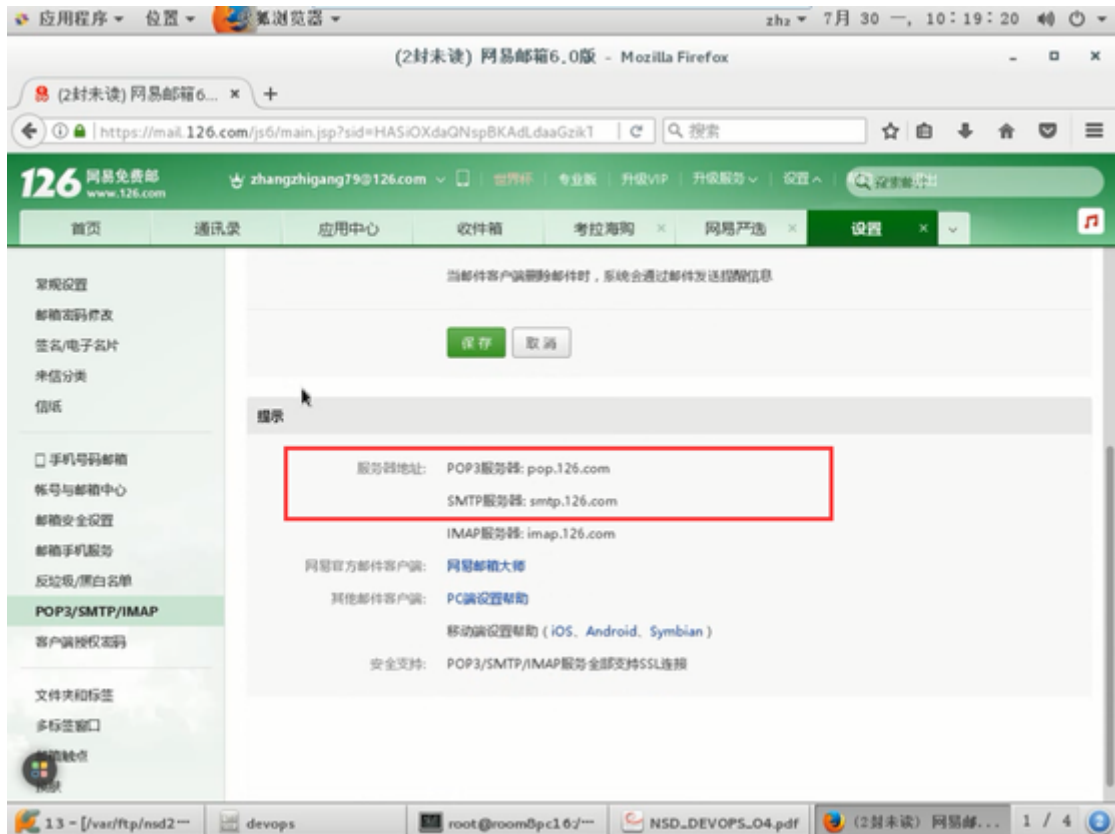 应用程序 位置 狐浏览器 zhz 7月 30 一, 10:19:20
(2封未读) 网易邮箱6.0版 - Mozilla Firefox
(2封未读) 网易邮箱6... × +
https://mail.126.com/js6/main.jsp?sid=HASiOXdaQNspBKAdLdaaGzikT 搜索
126 网易免费邮 zhangzhigang79@126.com 世界杯 专业版 升级VIP 升级服务 设置
www.126.com
首页 通讯录 应用中心 收件箱 考拉海购 × 网易严选 × 设置 ×
当邮件客户端删除邮件时，系统会通过邮件发送提醒信息
保存 取消
提示
服务器地址: POP3服务器: pop.126.com
SMTP服务器: smtp.126.com
IMAP服务器: imap.126.com
网易官方邮件客户端: 网易邮箱大师
其他邮件客户端: PC端设置帮助
移动端设置帮助 ( iOS、Android、Symbian )
安全支持: POP3/SMTP/IMAP服务全部支持SSL连接
常规设置
邮箱密码修改
签名/电子名片
来信分类
信纸
手机号码邮箱
帐号与邮箱中心
邮箱安全设置
邮箱手机服务
反垃圾/黑白名单
POP3/SMTP/IMAP
客户端授权密码
文件夹和标签
多标签窗口
邮箱触点
换肤
13 - [/var/ftp/nsd2… devops root@room8pc16:/… NSD_DEVOPS_04.pdf (2封未读) 网易邮... 1 / 4